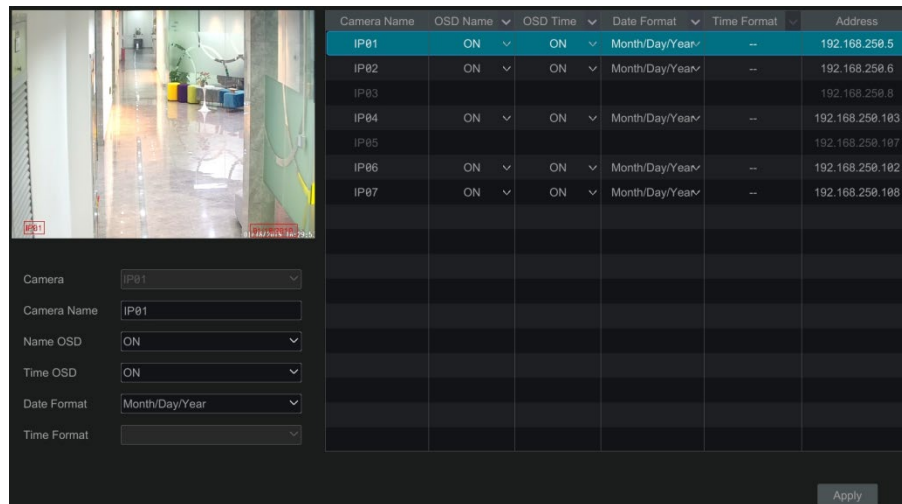 Camera Name OSD Name OSD Time Date Format Time Format Address
IP01 ON ON Month/Day/Year -- 192.168.250.5
IP02 ON ON Month/Day/Year -- 192.168.250.6
IP03 192.168.250.8
IP04 ON ON Month/Day/Year -- 192.168.250.103
IP05 192.168.250.107
IP06 ON ON Month/Day/Year -- 192.168.250.102
IP07 ON ON Month/Day/Year -- 192.168.250.108
IP01
Camera IP01
Camera Name IP01
Name OSD ON
Time OSD ON
Date Format Month/Day/Year
Time Format
Apply